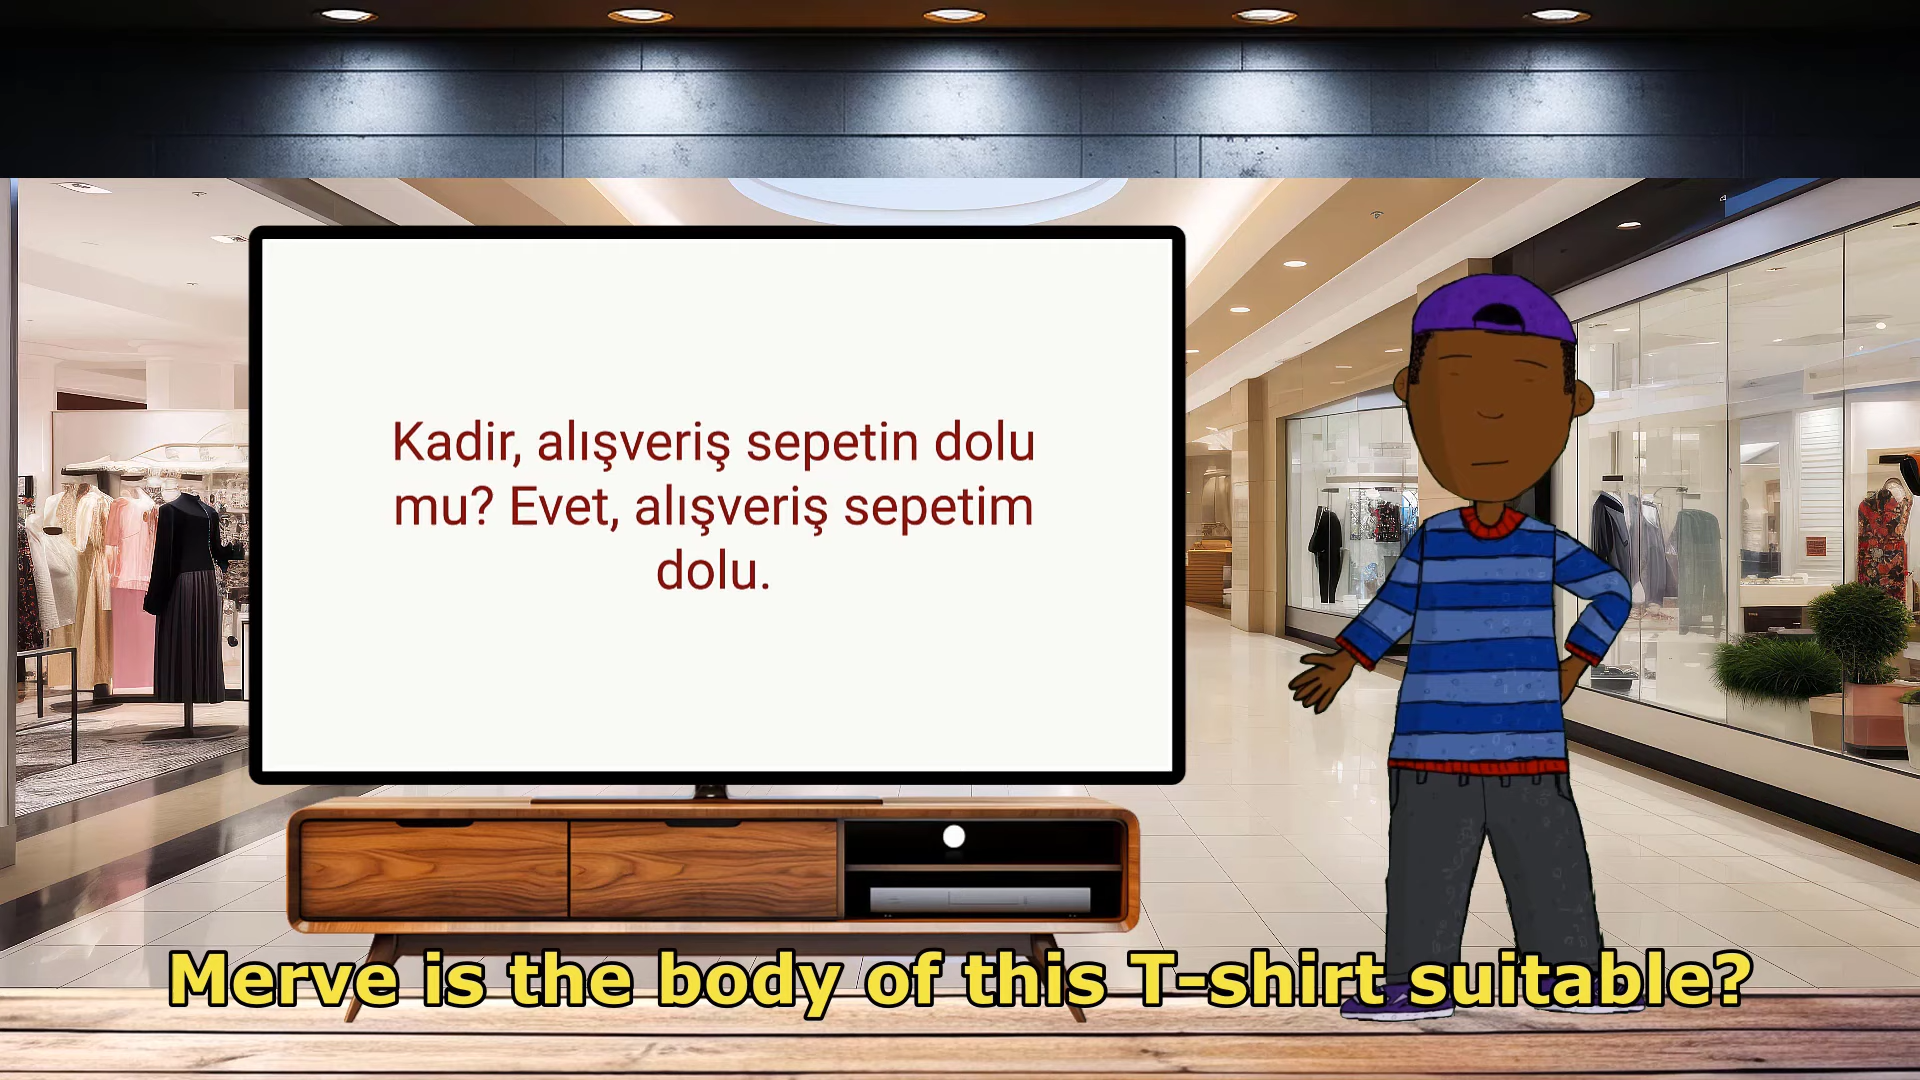 Kadir, alışveriş sepetin dolu
mu? Evet, alışveriş sepetim
dolu.
Merve is the body of this T-shirt suitable?